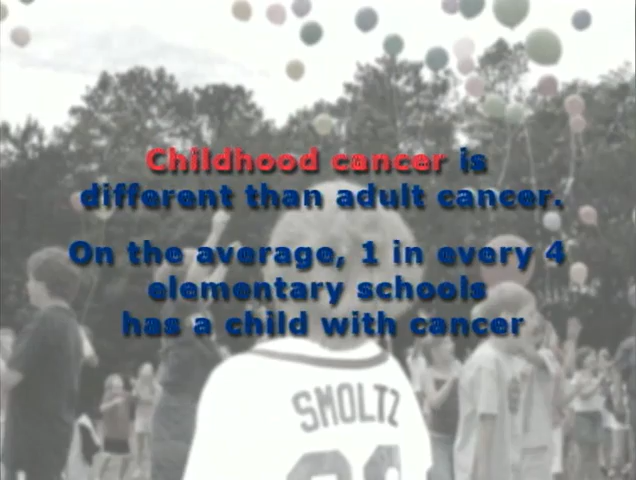 Childhood cancer is
different than adult cancer.
On the average, 1 in every 4
elementary schools
has a child with cancer
SMOLTZ